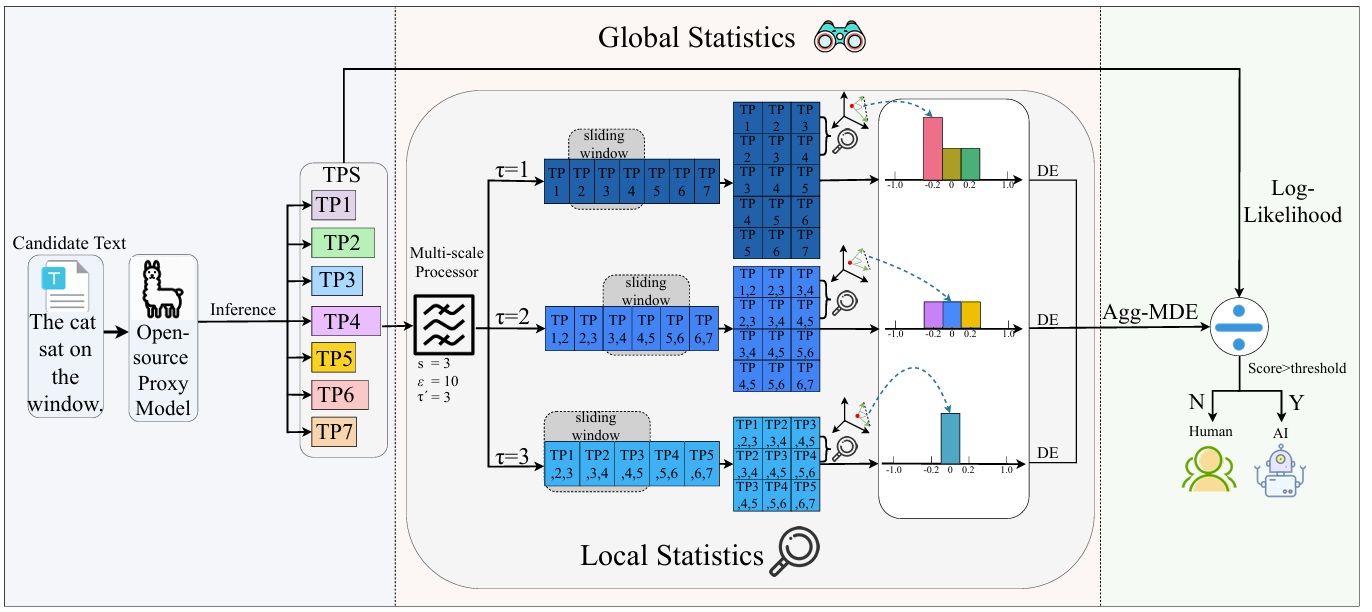 Global Statistics
Candidate Text
T
The cat
sat on
the
window.
Open-
source
Proxy
Model
Inference
TPS
TP1
TP2
TP3
TP4
TP5
TP6
TP7
Multi-scale
Processor
s = 3
ε = 10
τ´= 3
τ=1
sliding
window
TP TP TP TP TP TP TP
1 2 3 4 5 6 7
TP TP TP
1 2 3
TP TP TP
2 3 4
TP TP TP
3 4 5
TP TP TP
4 5 6
TP TP TP
5 6 7
-1.0 -0.2 0 0.2 1.0
DE
τ=2
sliding
window
TP TP TP TP TP TP
1,2 2,3 3,4 4,5 5,6 6,7
TP TP TP
1,2 2,3 3,4
TP TP TP
2,3 3,4 4,5
TP TP TP
3,4 4,5 5,6
TP TP TP
4,5 5,6 6,7
-1.0 -0.2 0 0.2 1.0
DE
τ=3
sliding
window
TP1 TP2 TP3 TP4 TP5
,2,3 ,3,4 ,4,5 ,5,6 ,6,7
TP1 TP2 TP3
,2,3 ,3,4 ,4,5
TP2 TP3 TP4
,3,4 ,4,5 ,5,6
TP3 TP4 TP5
,4,5 ,5,6 ,6,7
-1.0 -0.2 0 0.2 1.0
DE
Local Statistics
Log-
Likelihood
Agg-MDE
Score>threshold
N Y
Human AI